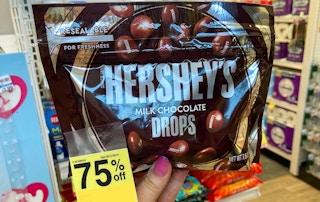 RESEALABLE
FOR FRESHNESS
HERSHEY'S
MILK CHOCOLATE
DROPS
75%
off